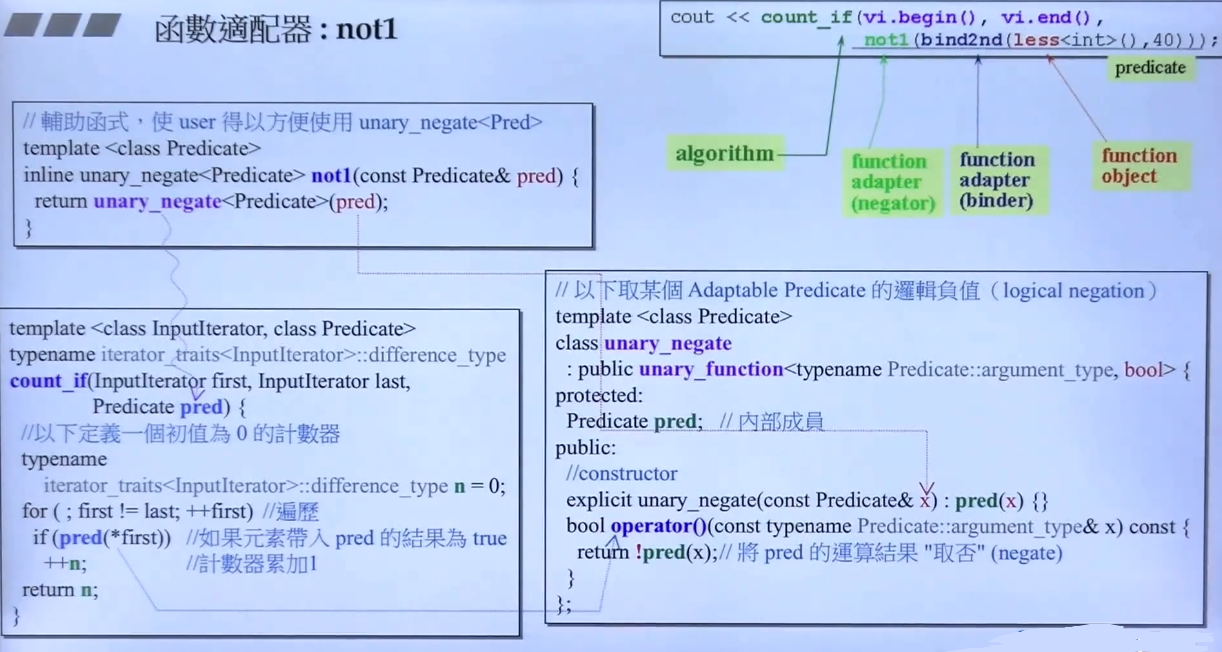 函數適配器 : not1
cout << count_if(vi.begin(), vi.end(),
not1(bind2nd(less<int>(),40)));
predicate
algorithm
function
adapter
(negator)
function
adapter
(binder)
function
object
// 輔助函式，使 user 得以方便使用 unary_negate<Pred>
template <class Predicate>
inline unary_negate<Predicate> not1(const Predicate& pred) {
return unary_negate<Predicate>(pred);
}
template <class InputIterator, class Predicate>
typename iterator_traits<InputIterator>::difference_type
count_if(InputIterator first, InputIterator last,
Predicate pred) {
//以下定義一個初值為 0 的計數器
typename
iterator_traits<InputIterator>::difference_type n = 0;
for ( ; first != last; ++first) //遍歷
if (pred(*first)) //如果元素帶入 pred 的結果為 true
++n; //計數器累加1
return n;
}
// 以下取某個 Adaptable Predicate 的邏輯負值（logical negation）
template <class Predicate>
class unary_negate
: public unary_function<typename Predicate::argument_type, bool> {
protected:
Predicate pred; // 內部成員
public:
//constructor
explicit unary_negate(const Predicate& x) : pred(x) {}
bool operator()(const typename Predicate::argument_type& x) const {
return !pred(x);// 將 pred 的運算結果 "取否" (negate)
}
};